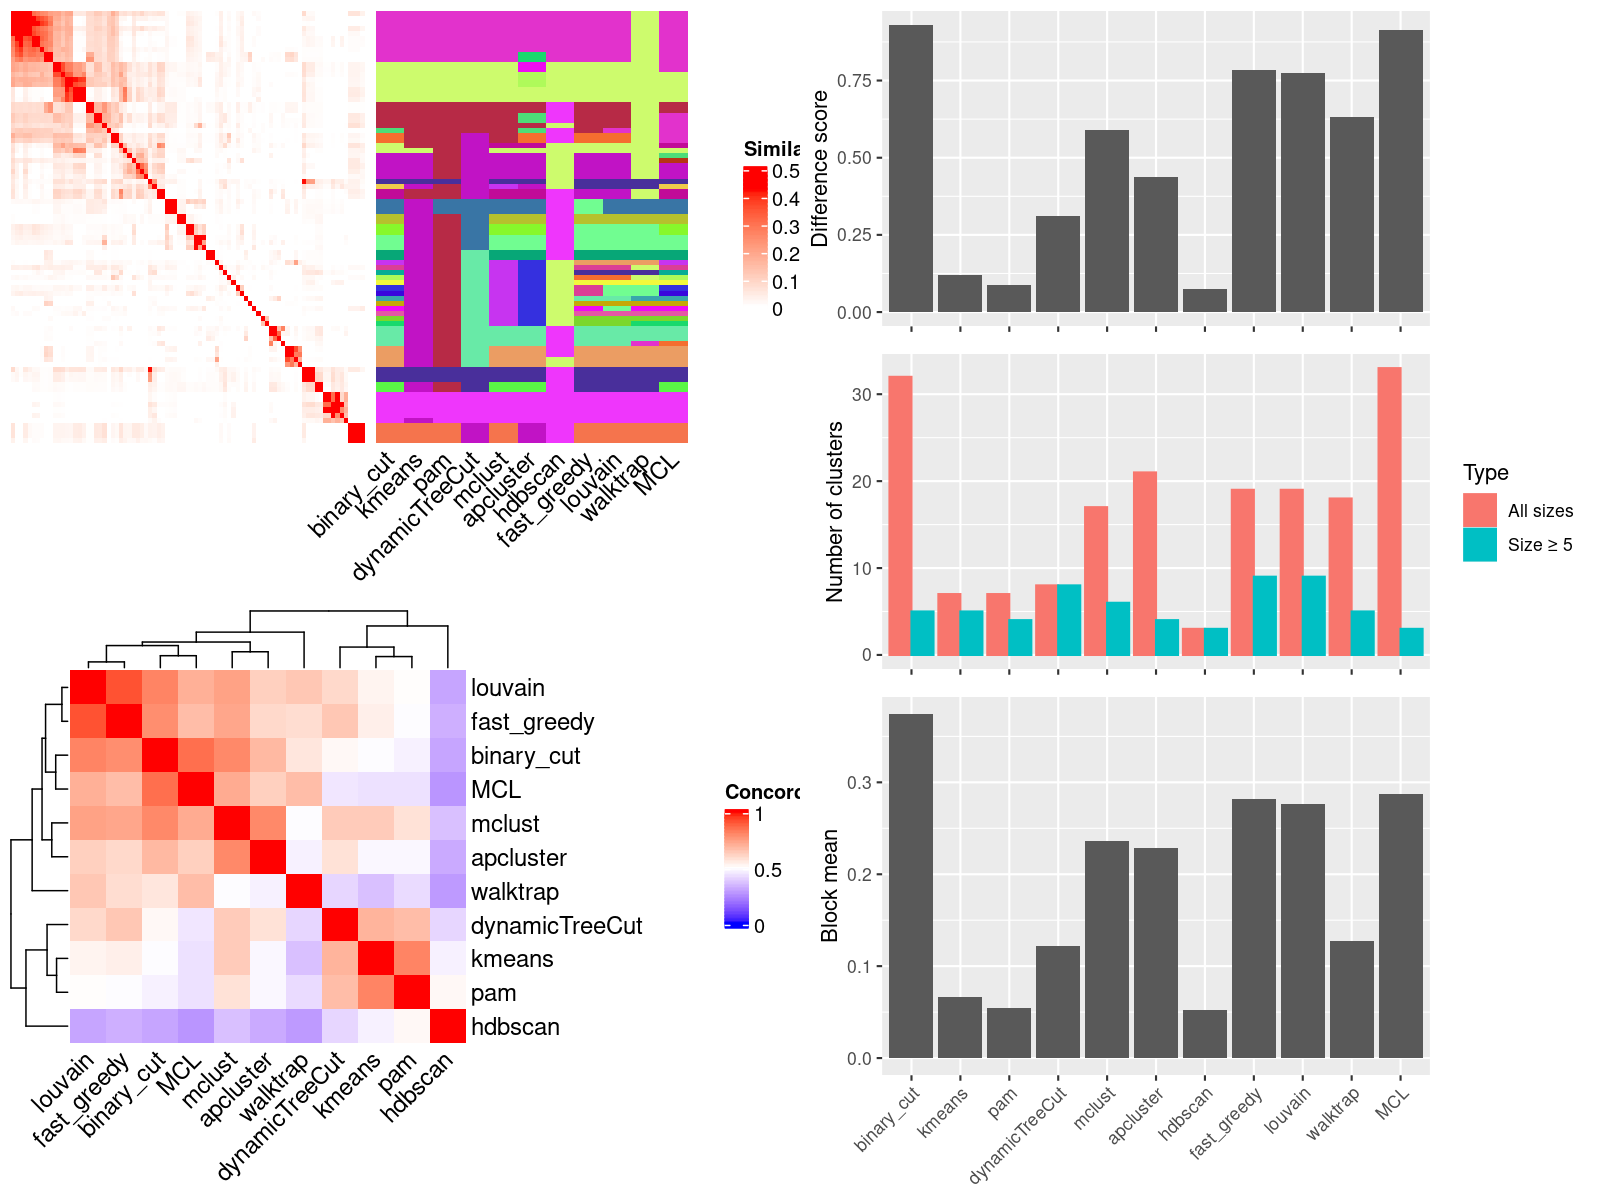 Simila
0.5
0.4
0.3
0.2
0.1
0
binary_cut
kmeans
pam
dynamicTreeCut
mclust
apcluster
hdbscan
fast_greedy
louvain
walktrap
MCL
louvain
fast_greedy
binary_cut
MCL
mclust
apcluster
walktrap
dynamicTreeCut
kmeans
pam
hdbscan
louvain
fast_greedy
binary_cut
MCL
mclust
apcluster
walktrap
dynamicTreeCut
kmeans
pam
hdbscan
Concord
1
0.5
0
Difference score
0.75
0.50
0.25
0.00
Number of clusters
30
20
10
0
Type
All sizes
Size ≥ 5
Block mean
0.3
0.2
0.1
0.0
binary_cut
kmeans
pam
dynamicTreeCut
mclust
apcluster
hdbscan
fast_greedy
louvain
walktrap
MCL